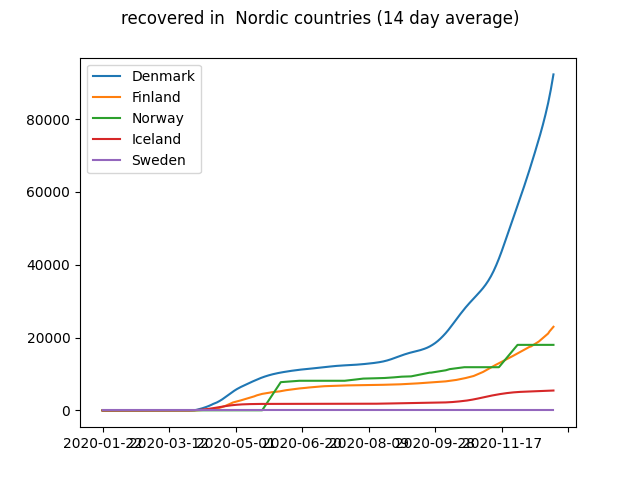 recovered in  Nordic countries (14 day average)
Denmark
Finland
Norway
Iceland
Sweden
80000
60000
40000
20000
0
2020-01-22 2020-03-12 2020-05-01 2020-06-20 2020-08-09 2020-09-28 2020-11-17